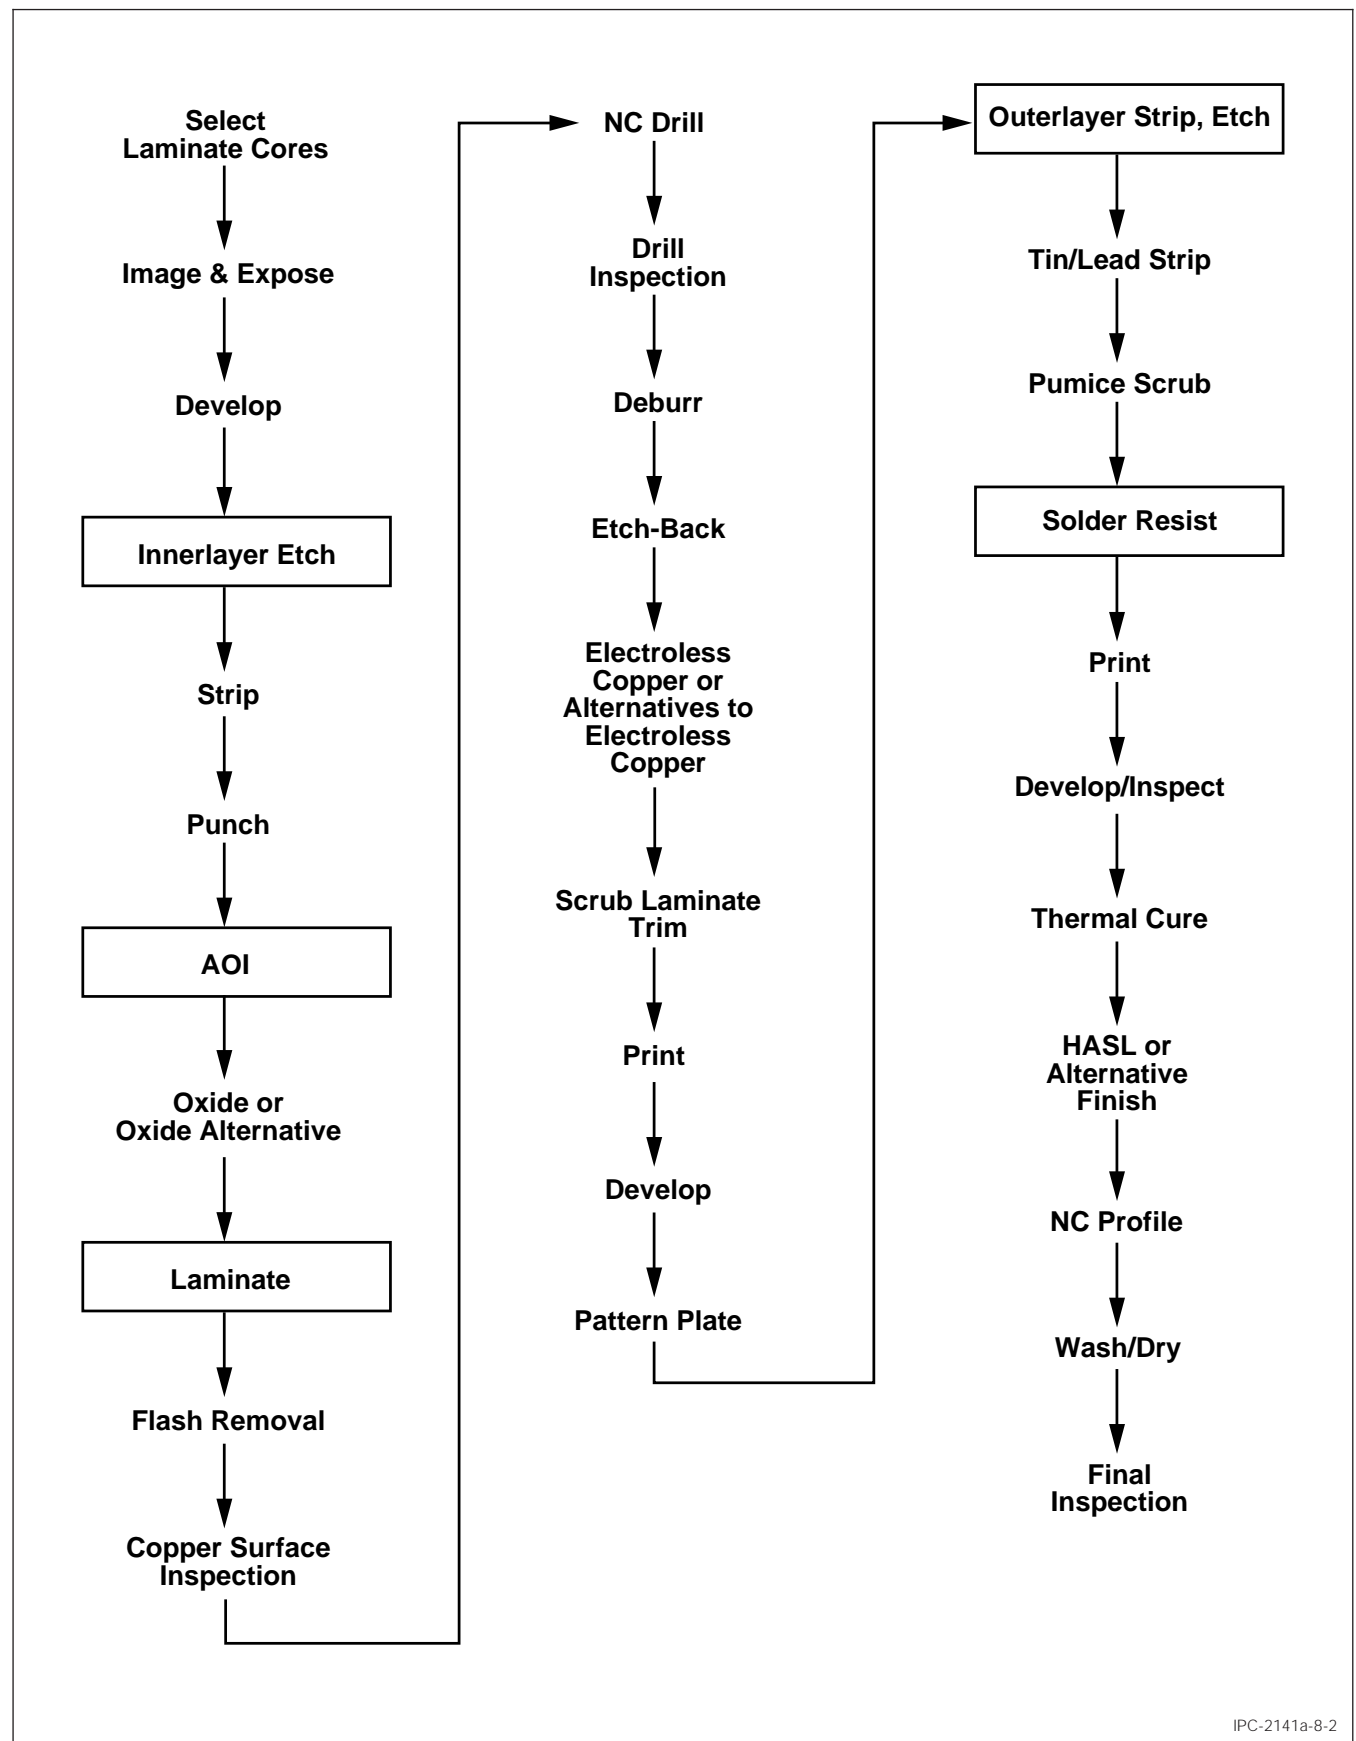 Select
Laminate Cores
Image & Expose
Develop
Innerlayer Etch
Strip
Punch
AOI
Oxide or
Oxide Alternative
Laminate
Flash Removal
Copper Surface
Inspection
NC Drill
Drill
Inspection
Deburr
Etch-Back
Electroless
Copper or
Alternatives to
Electroless
Copper
Scrub Laminate
Trim
Print
Develop
Pattern Plate
Outerlayer Strip, Etch
Tin/Lead Strip
Pumice Scrub
Solder Resist
Print
Develop/Inspect
Thermal Cure
HASL or
Alternative
Finish
NC Profile
Wash/Dry
Final
Inspection
IPC-2141a-8-2